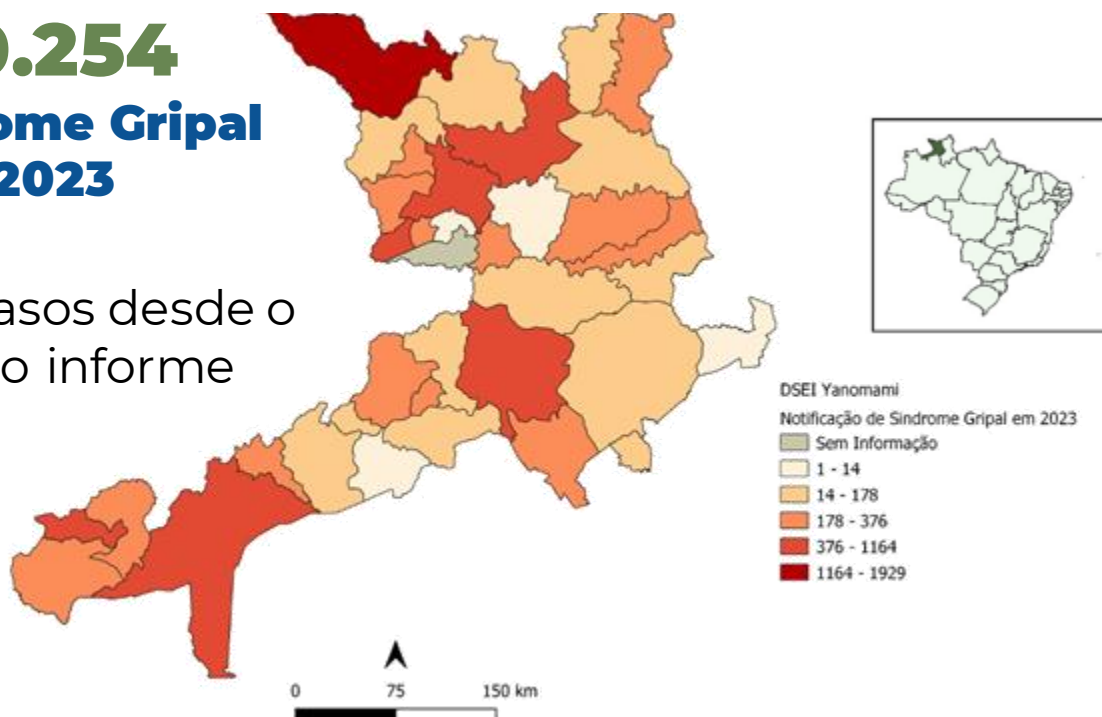 0.254
ome Gripal
2023
asos desde o
o informe
DSEI Yanomami
Notificação de Sindrome Gripal em 2023
Sem Informação
1 - 14
14 - 178
178 - 376
376 - 1164
1164 - 1929
0 75 150 km